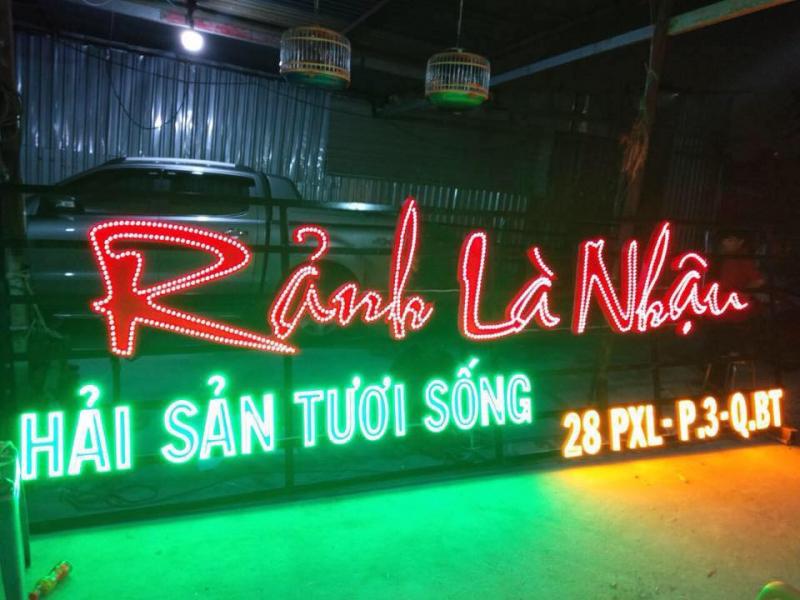 Rảnh Là Nhậu
HẢI SẢN TƯƠI SỐNG
28 PXL - P.3 - Q.BT